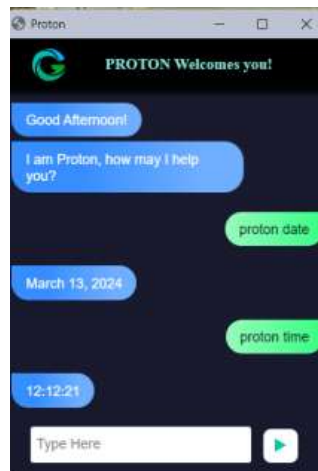 Proton
PROTON Welcomes you!
Good Afternoon!
I am Proton, how may I help
you?
proton date
March 13, 2024
proton time
12:12:21
Type Here